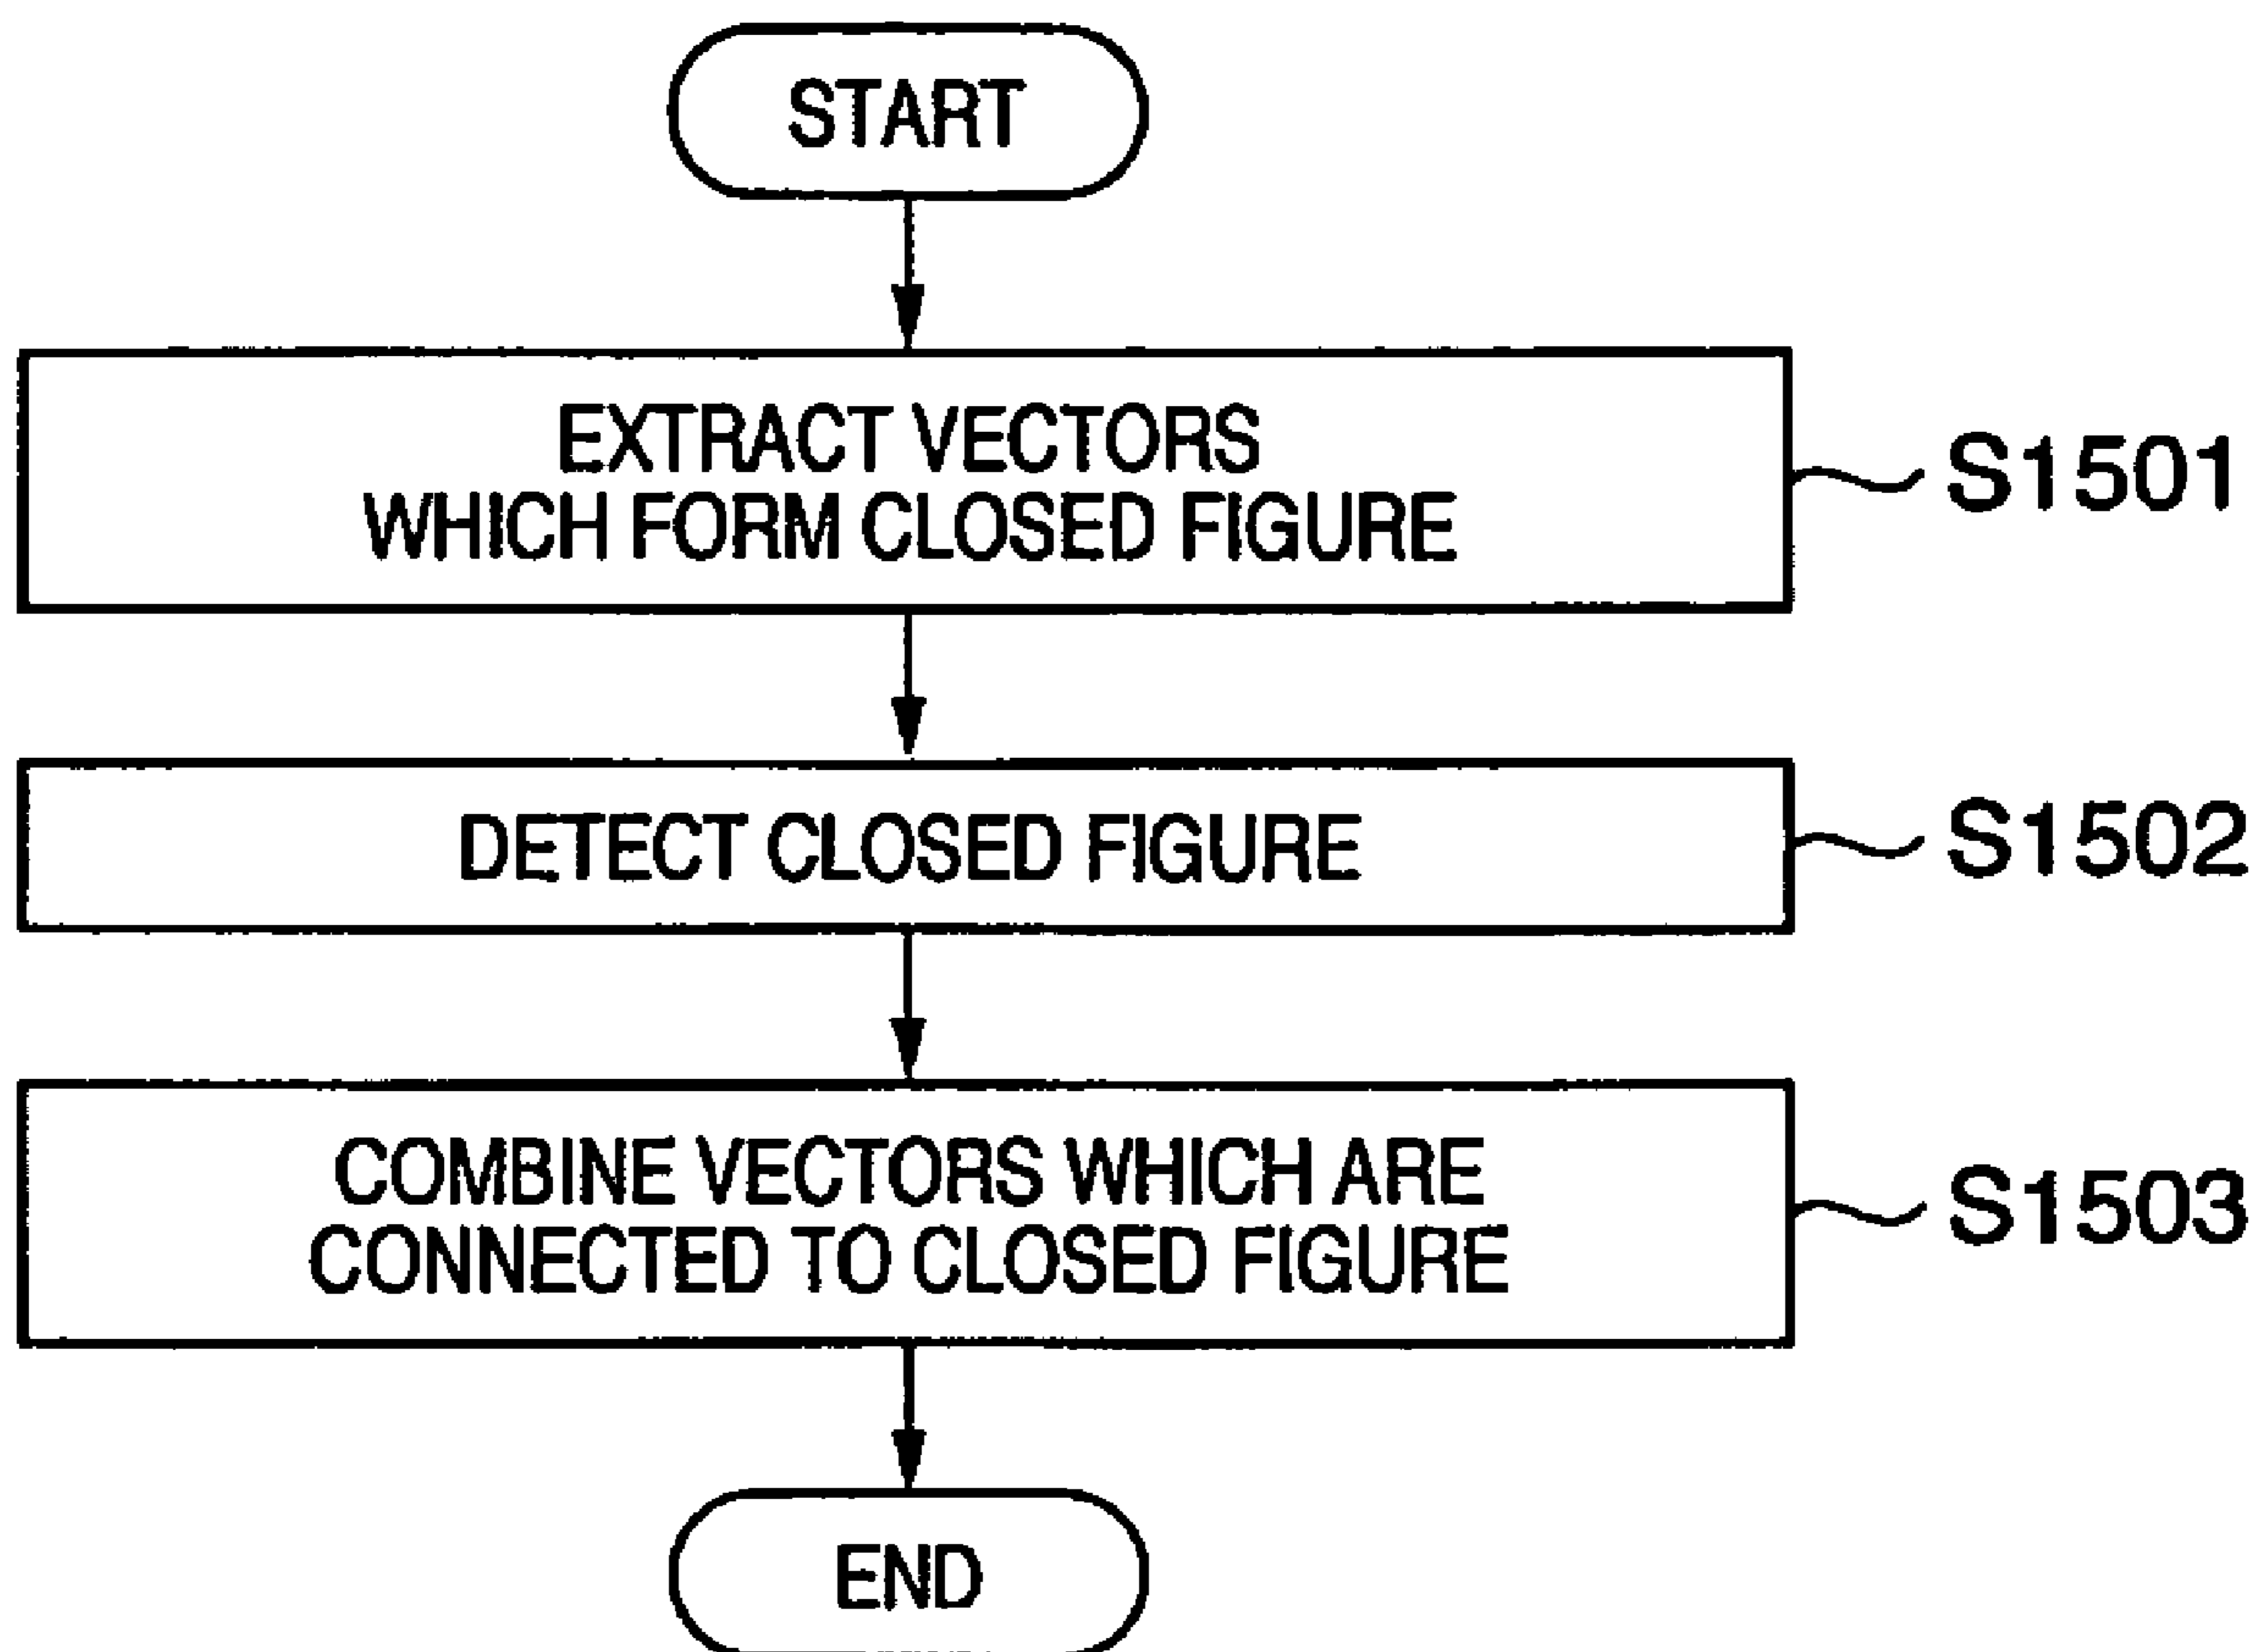 START
EXTRACT VECTORS
WHICH FORM CLOSED FIGURE
S1501
DETECT CLOSED FIGURE
S1502
COMBINE VECTORS WHICH ARE
CONNECTED TO CLOSED FIGURE
S1503
END